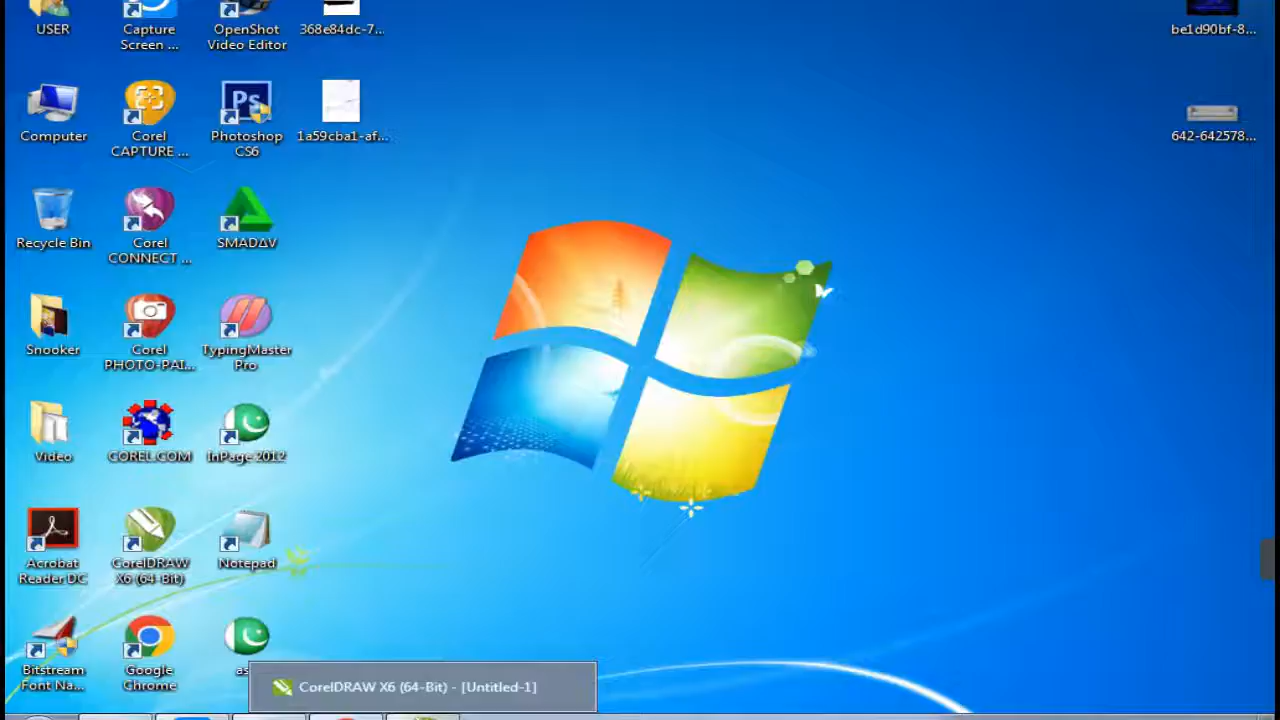 USER
Capture
Screen ...
OpenShot
Video Editor
368e84dc-7...
be1d90bf-8...
Computer
Corel
CAPTURE ...
Ps
Photoshop
CS6
1a59cba1-af...
642-642578...
Recycle Bin
Corel
CONNECT ...
SMADΔV
Snooker
Corel
PHOTO-PAI...
TypingMaster
Pro
Video
COREL.COM
InPage 2012
Acrobat
Reader DC
CorelDRAW
X6 (64-Bit)
Notepad
Bitstream
Font Na...
Google
Chrome
CorelDRAW X6 (64-Bit) - [Untitled-1]